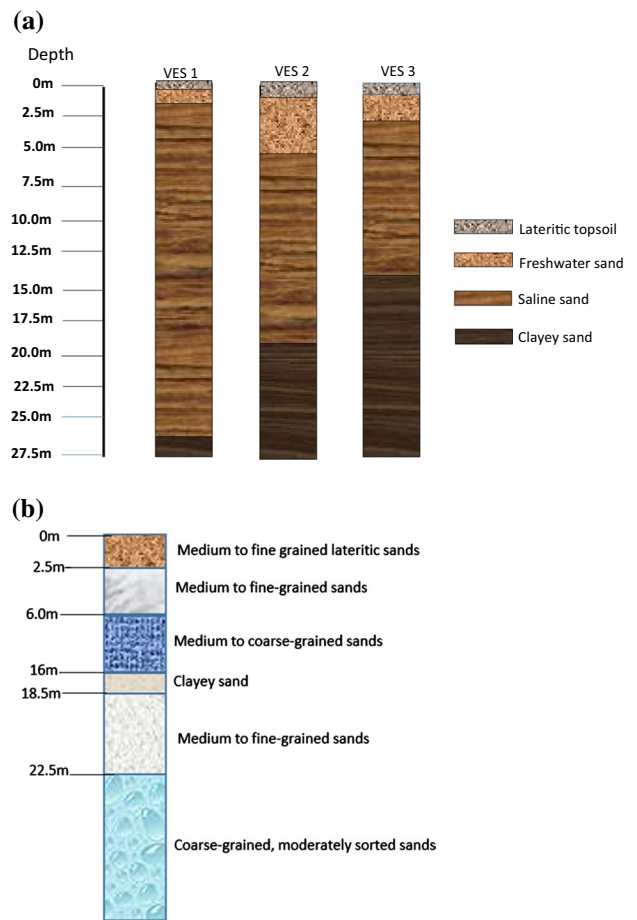 (a)
Depth
VES 1
VES 2
VES 3
0m
2.5m
5.0m
7.5m
10.0m
12.5m
15.0m
17.5m
20.0m
22.5m
25.0m
27.5m
Lateritic topsoil
Freshwater sand
Saline sand
Clayey sand
(b)
0m
Medium to fine grained lateritic sands
2.5m
Medium to fine-grained sands
6.0m
Medium to coarse-grained sands
16m
Clayey sand
18.5m
Medium to fine-grained sands
22.5m
Coarse-grained, moderately sorted sands